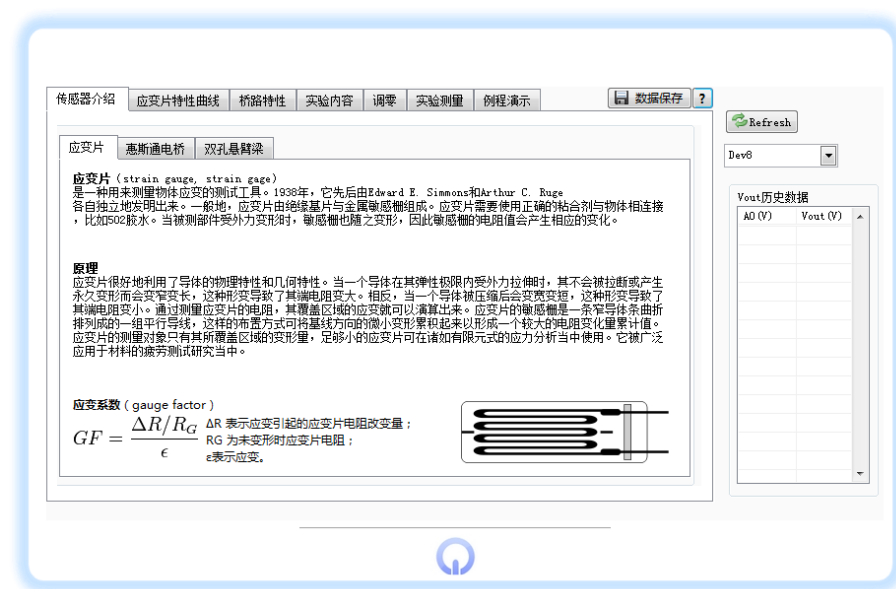 传感器介绍 应变片特性曲线 桥路特性 实验内容 调零 实验测量 例程演示 数据保存 ?
Refresh
应变片 惠斯通电桥 双孔悬臂梁
Dev8
应变片（strain gauge, strain gage）
是一种用来测量物体应变的测试工具。1938年，它先后由Edward E. Simmons和Arthur C. Ruge
各自独立地发明出来。一般地，应变片由绝缘基片与金属敏感栅组成。应变片需要使用正确的粘合剂与物体相连接
，比如502胶水。当被测部件受外力变形时，敏感栅也随之变形，因此敏感栅的电阻值会产生相应的变化。
原理
应变片很好地利用了导体的物理特性和几何特性。当一个导体在其弹性极限内受外力拉伸时，其不会被拉断或产生
永久变形而会变窄变长，这种形变导致了其端电阻变大。相反，当一个导体被压缩后会变宽变短，这种形变导致了
其端电阻变小。通过测量应变片的电阻，其覆盖区域的应变就可以演算出来。应变片的敏感栅是一条窄导体条曲折
排列成的一组平行导线，这样的布置方式可将基线方向的微小变形累积起来以形成一个较大的电阻变化量累计值。
应变片的测量对象只有其所覆盖区域的变形量，足够小的应变片可在诸如有限元式的应力分析当中使用。它被广泛
应用于材料的疲劳测试研究当中。
应变系数（gauge factor）
GF = ΔR/R_G / ϵ
ΔR 表示应变引起的应变片电阻改变量；
RG 为未变形时应变片电阻；
ε表示应变。
Vout历史数据
AO(V) Vout(V)